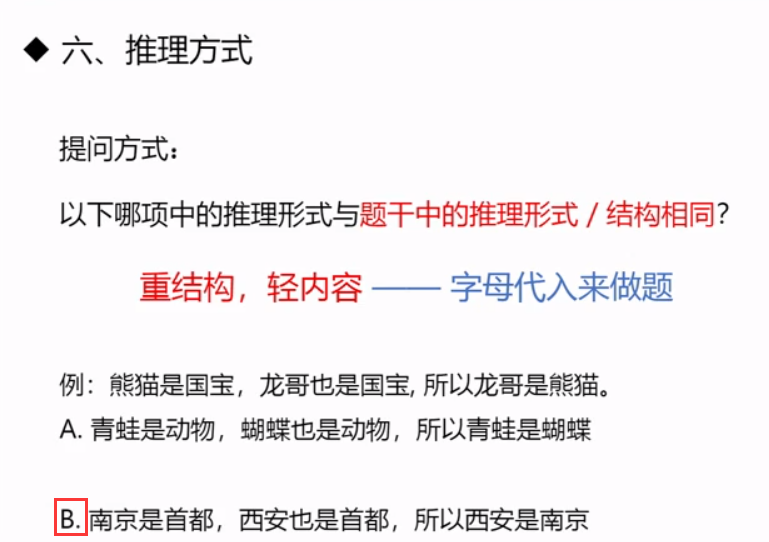 ◆ 六、推理方式
提问方式：
以下哪项中的推理形式与题干中的推理形式 / 结构相同？
重结构，轻内容 —— 字母代入来做题
例：熊猫是国宝，龙哥也是国宝, 所以龙哥是熊猫。
A. 青蛙是动物，蝴蝶也是动物，所以青蛙是蝴蝶
B. 南京是首都，西安也是首都，所以西安是南京